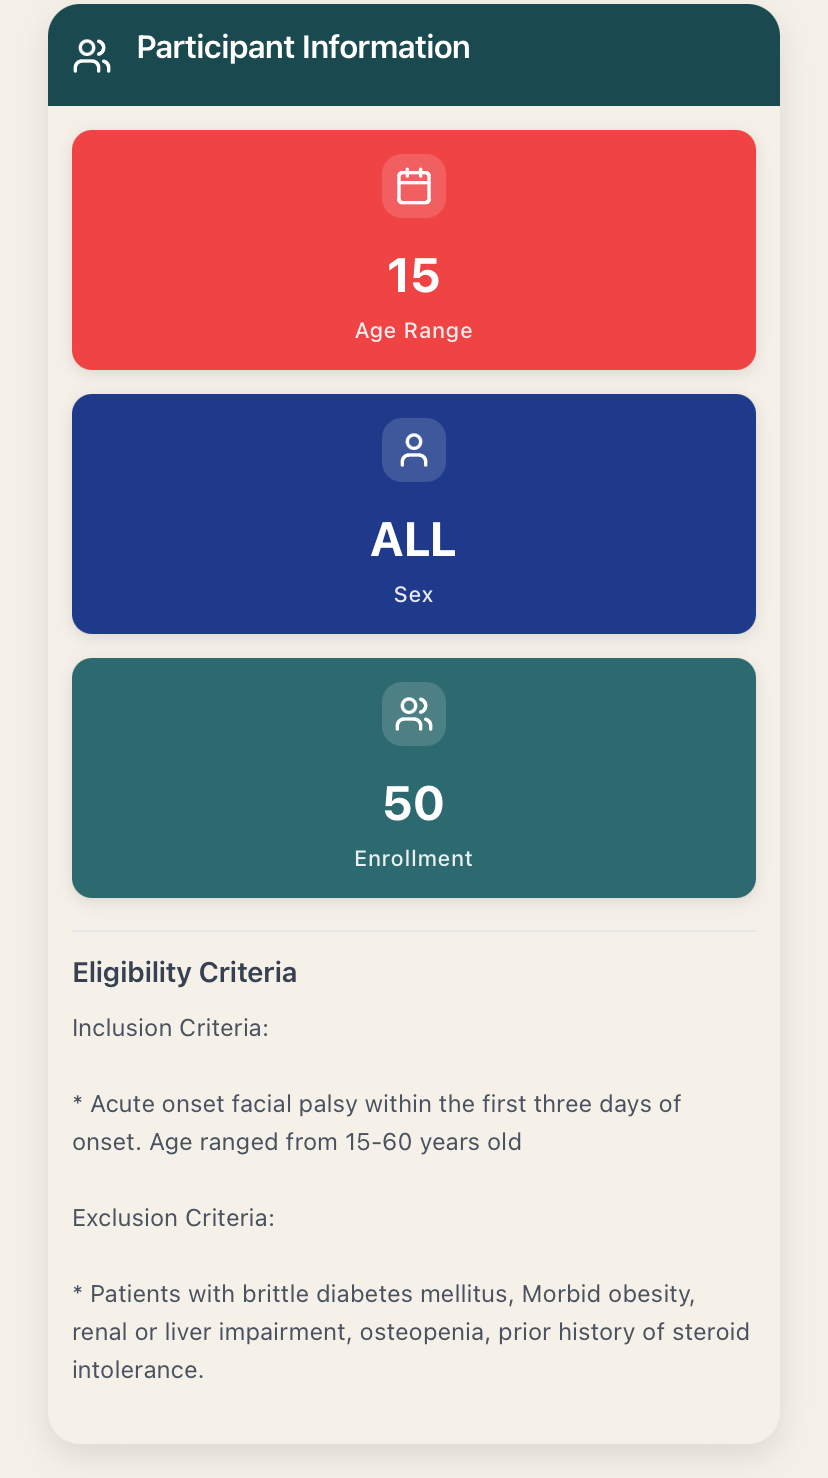 Participant Information
15
Age Range
ALL
Sex
50
Enrollment
Eligibility Criteria
Inclusion Criteria:
* Acute onset facial palsy within the first three days of
onset. Age ranged from 15-60 years old
Exclusion Criteria:
* Patients with brittle diabetes mellitus, Morbid obesity,
renal or liver impairment, osteopenia, prior history of steroid
intolerance.